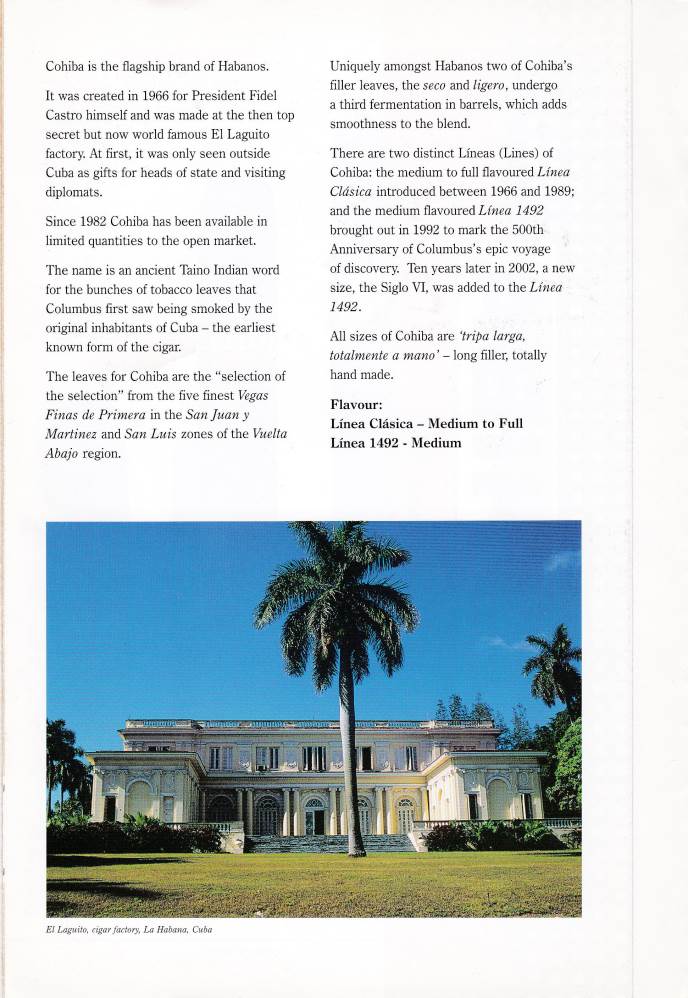 Cohiba is the flagship brand of Habanos.
It was created in 1966 for President Fidel
Castro himself and was made at the then top
secret but now world famous El Laguito
factory. At first, it was only seen outside
Cuba as gifts for heads of state and visiting
diplomats.
Since 1982 Cohiba has been available in
limited quantities to the open market.
The name is an ancient Taino Indian word
for the bunches of tobacco leaves that
Columbus first saw being smoked by the
original inhabitants of Cuba – the earliest
known form of the cigar.
The leaves for Cohiba are the “selection of
the selection” from the five finest Vegas
Finas de Primera in the San Juan y
Martinez and San Luis zones of the Vuelta
Abajo region.
Uniquely amongst Habanos two of Cohiba’s
filler leaves, the seco and ligero, undergo
a third fermentation in barrels, which adds
smoothness to the blend.
There are two distinct Líneas (Lines) of
Cohiba: the medium to full flavoured Línea
Clásica introduced between 1966 and 1989;
and the medium flavoured Línea 1492
brought out in 1992 to mark the 500th
Anniversary of Columbus’s epic voyage
of discovery. Ten years later in 2002, a new
size, the Siglo VI, was added to the Línea
1492.
All sizes of Cohiba are ‘tripa larga,
totalmente a mano’ – long filler, totally
hand made.
Flavour:
Línea Clásica – Medium to Full
Línea 1492 - Medium
El Laguito, cigar factory, La Habana, Cuba